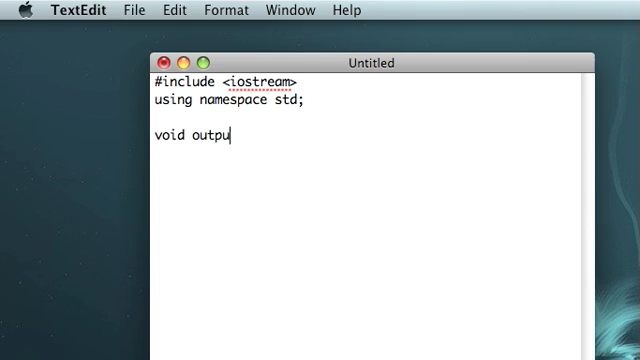 TextEdit File Edit Format Window Help
Untitled
#include <iostream>
using namespace std;
void outpu